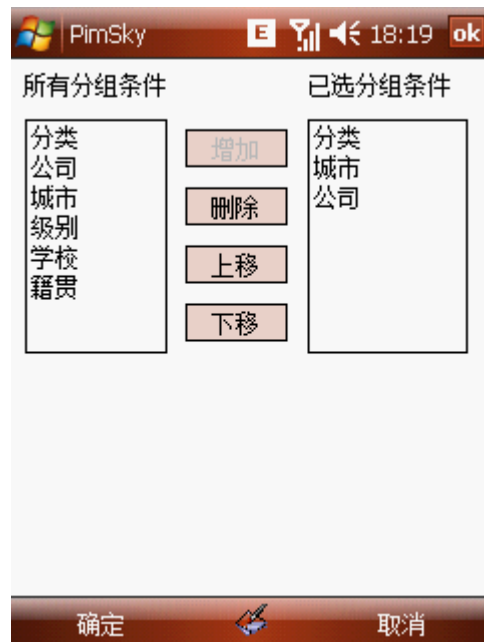 PimSky E 18:19 ok
所有分组条件
已选分组条件
分类
公司
城市
级别
学校
籍贯
增加
删除
上移
下移
分类
城市
公司
确定
取消